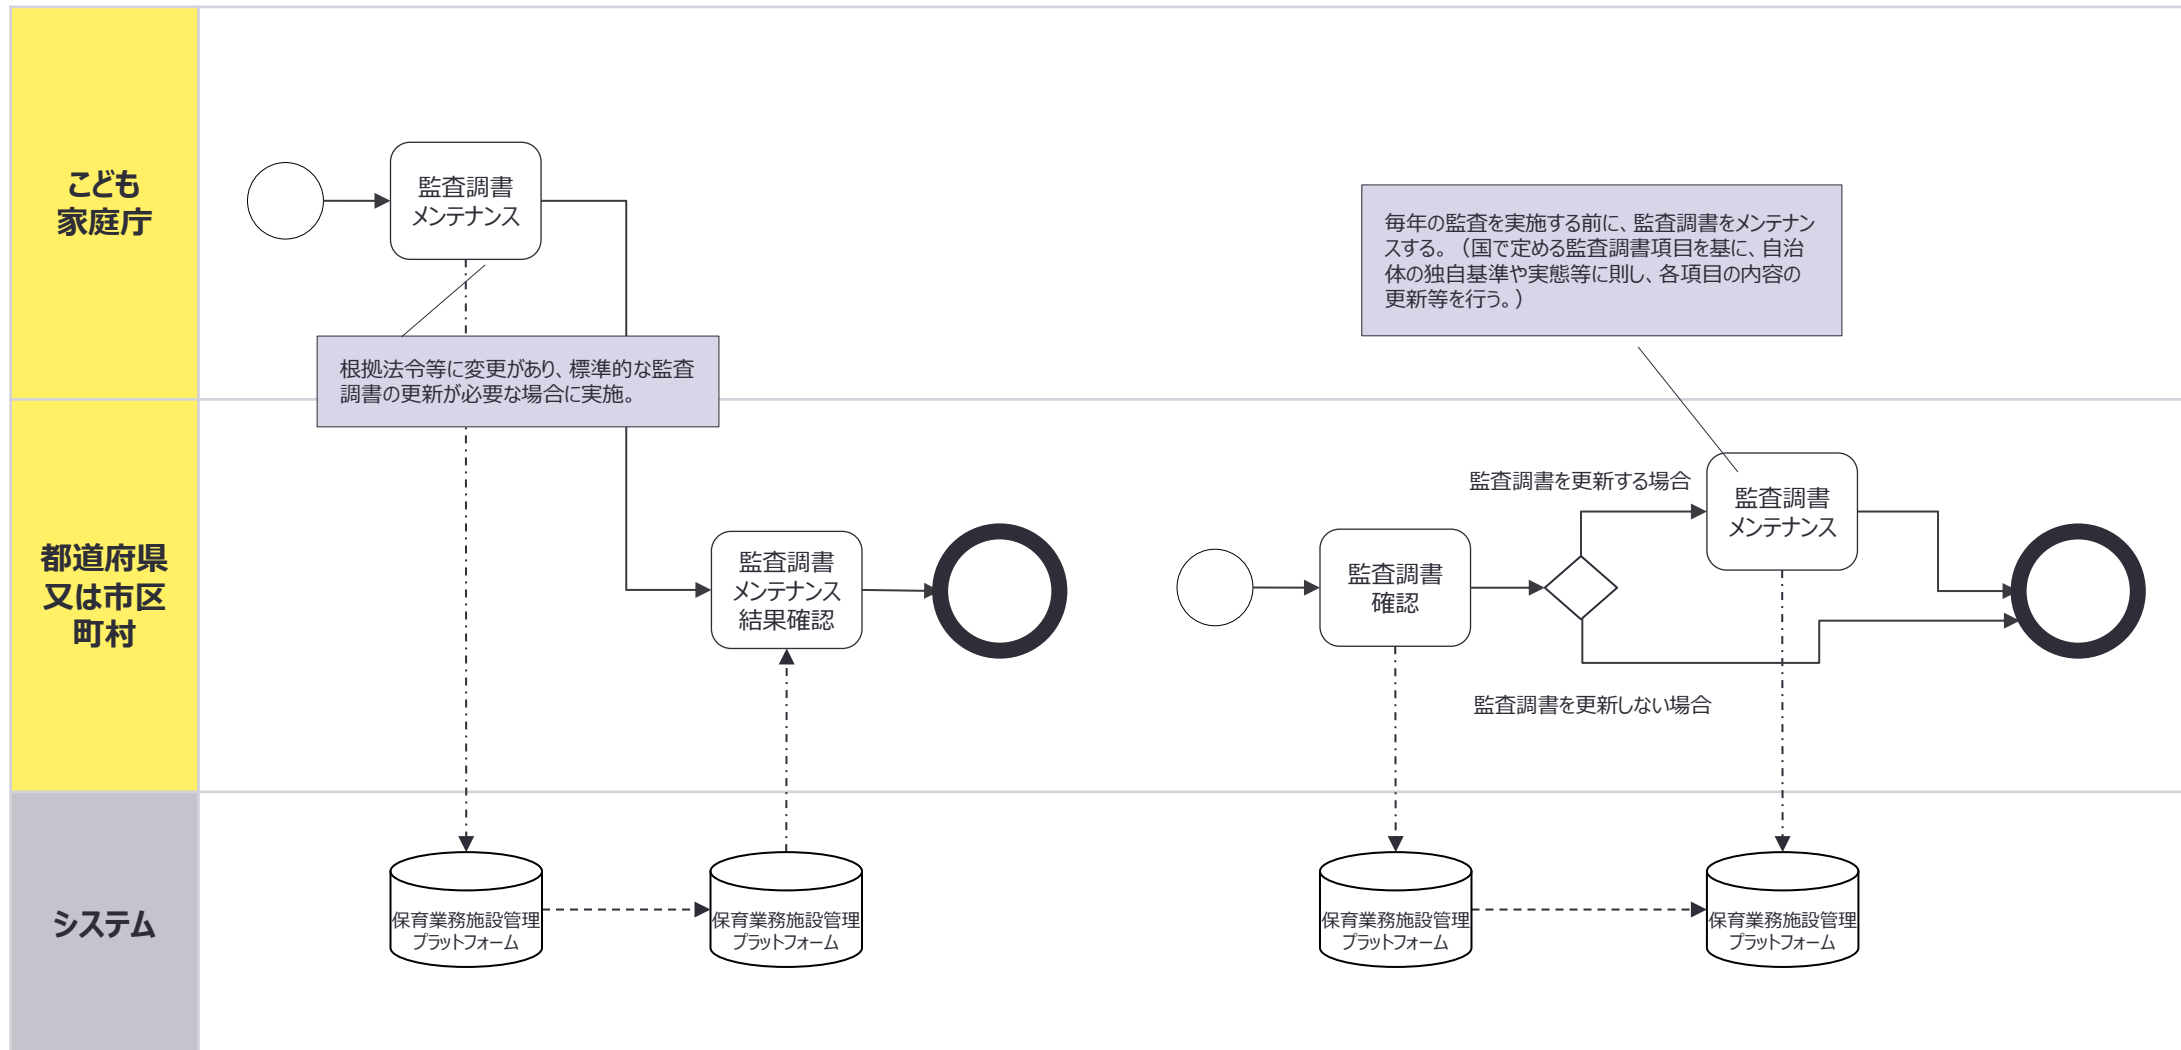 こども
家庭庁
監査調書
メンテナンス
根拠法令等に変更があり、標準的な監査
調書の更新が必要な場合に実施。
毎年の監査を実施する前に、監査調書をメンテナン
スする。（国で定める監査調書項目を基に、自治
体の独自基準や実態等に則し、各項目の内容の
更新等を行う。）
都道府県
又は市区
町村
監査調書
メンテナンス
結果確認
監査調書
確認
監査調書を更新する場合
監査調書を更新しない場合
監査調書
メンテナンス
システム
保育業務施設管理
プラットフォーム
保育業務施設管理
プラットフォーム
保育業務施設管理
プラットフォーム
保育業務施設管理
プラットフォーム